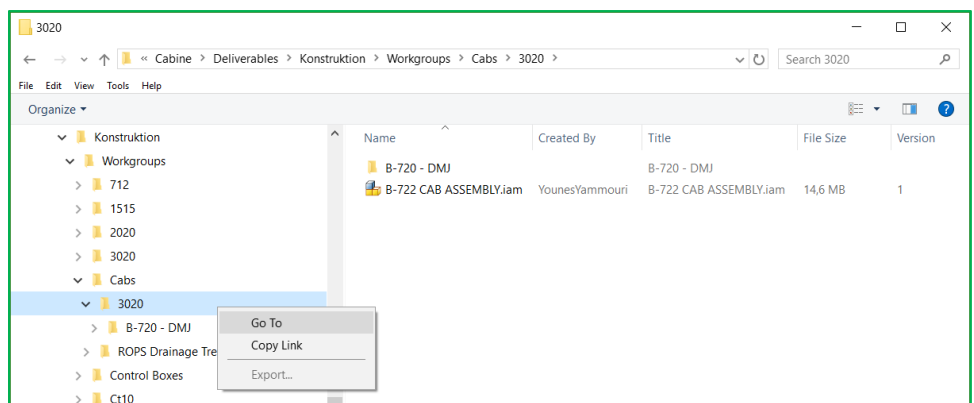 3020
« Cabine > Deliverables > Konstruktion > Workgroups > Cabs > 3020 >
Search 3020
File Edit View Tools Help
Organize
Name Created By Title File Size Version
B-720 - DMJ B-720 - DMJ
B-722 CAB ASSEMBLY.iam YounesYammouri B-722 CAB ASSEMBLY.iam 14,6 MB 1
Konstruktion
Workgroups
712
1515
2020
3020
Cabs
3020
B-720 - DMJ
ROPS Drainage Tre
Control Boxes
Ct10
Go To
Copy Link
Export...